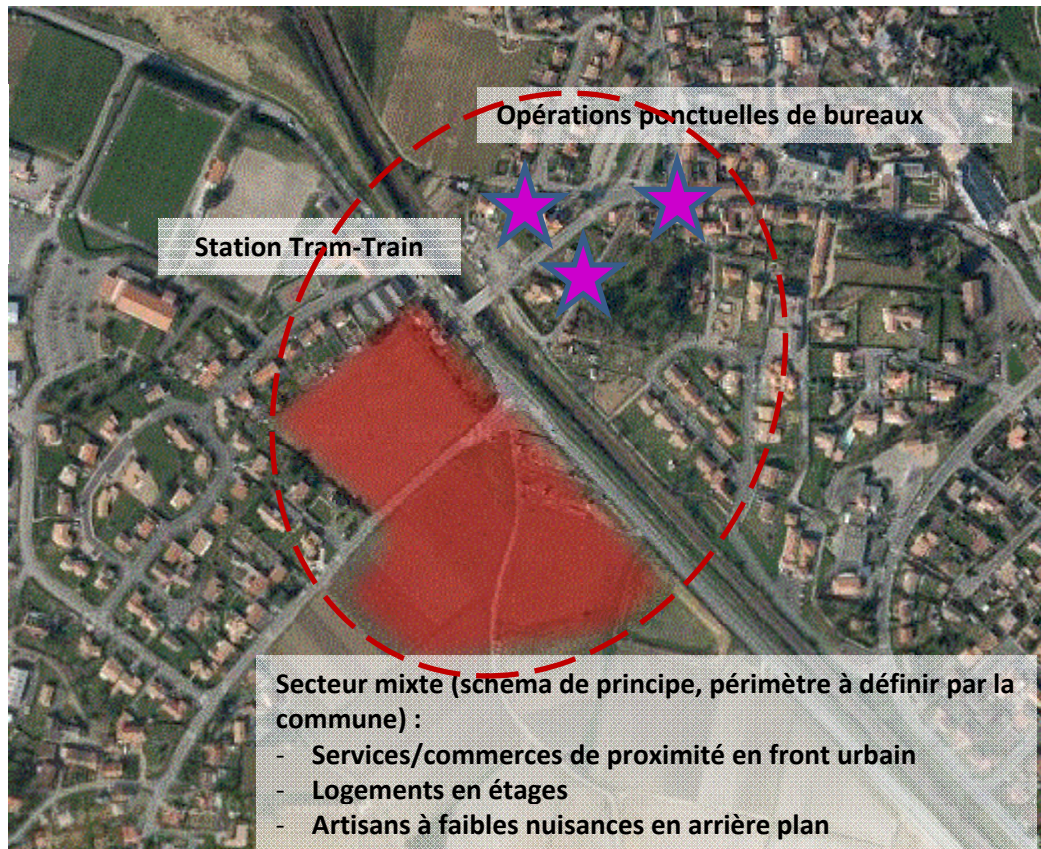 Opérations ponctuelles de bureaux
Station Tram-Train
Secteur mixte (schéma de principe, périmètre à définir par la
commune) :
- Services/commerces de proximité en front urbain
- Logements en étages
- Artisans à faibles nuisances en arrière plan